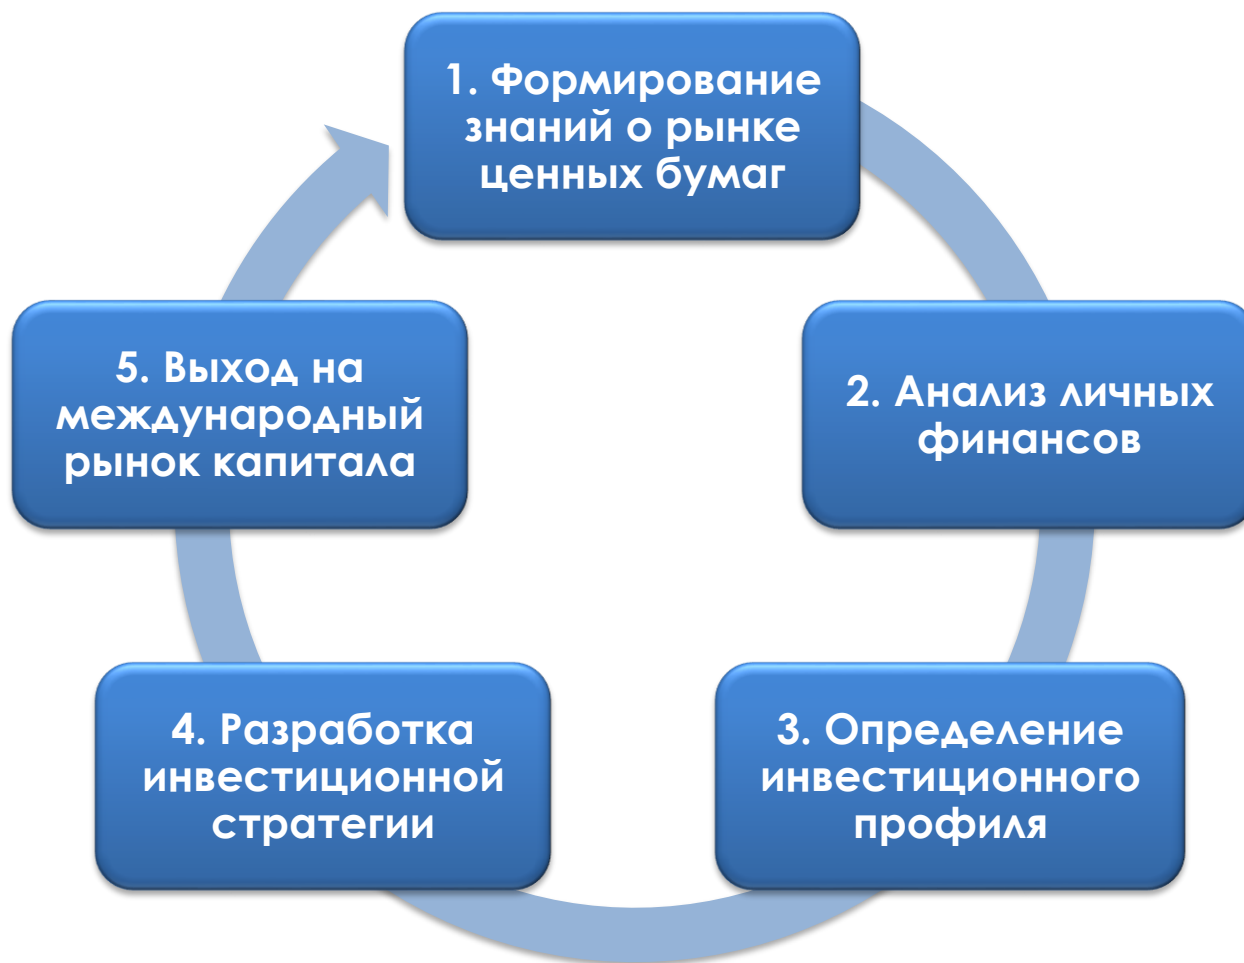 1. Формирование
знаний о рынке
ценных бумаг
2. Анализ личных
финансов
3. Определение
инвестиционного
профиля
4. Разработка
инвестиционной
стратегии
5. Выход на
международный
рынок капитала